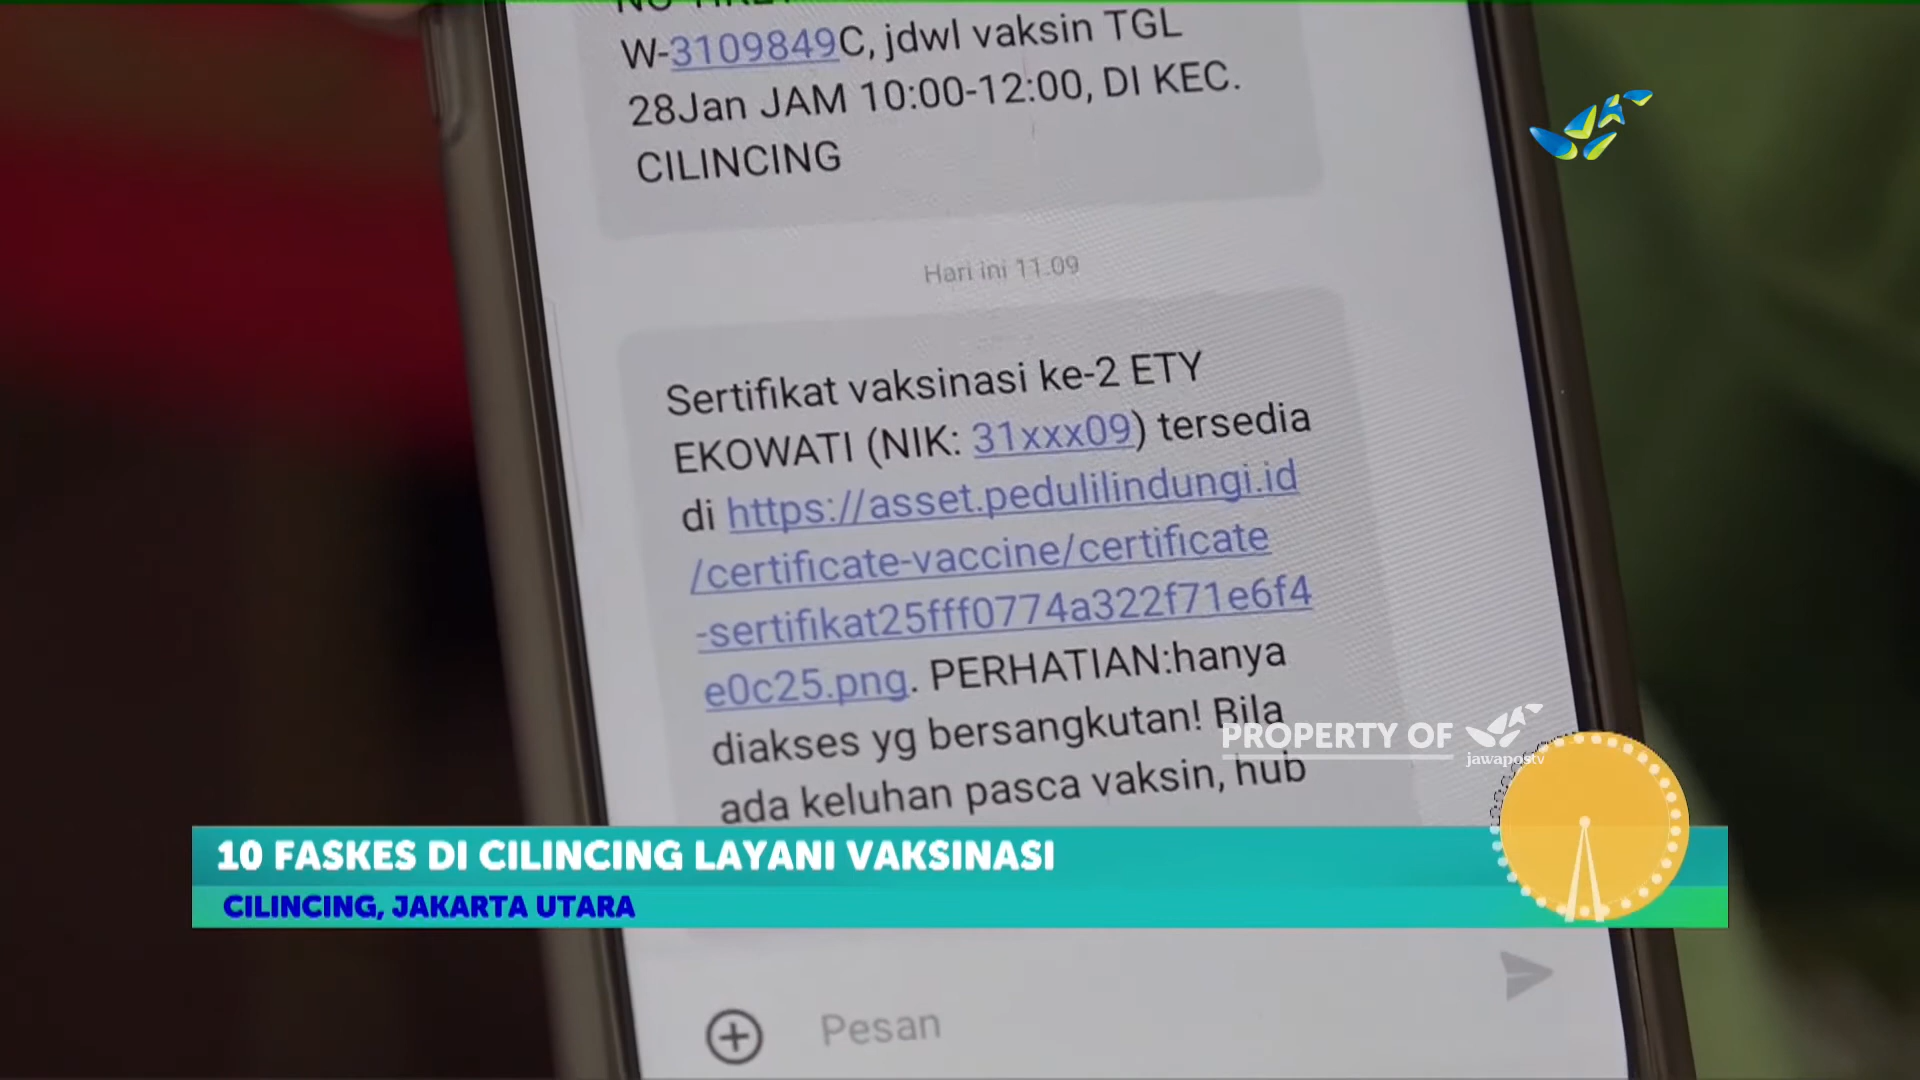 W-3109849C, jdwl vaksin TGL
28Jan JAM 10:00-12:00, DI KEC.
CILINCING
Hari ini 11.09
Sertifikat vaksinasi ke-2 ETY
EKOWATI (NIK: 31xxx09) tersedia
di https://asset.pedulilindungi.id
/certificate-vaccine/certificate
-sertifikat25fff0774a322f71e6f4
e0c25.png. PERHATIAN:hanya
diakses yg bersangkutan! Bila
ada keluhan pasca vaksin, hub
PROPERTY OF
jawapostv
10 FASKES DI CILINCING LAYANI VAKSINASI
CILINCING, JAKARTA UTARA
Pesan